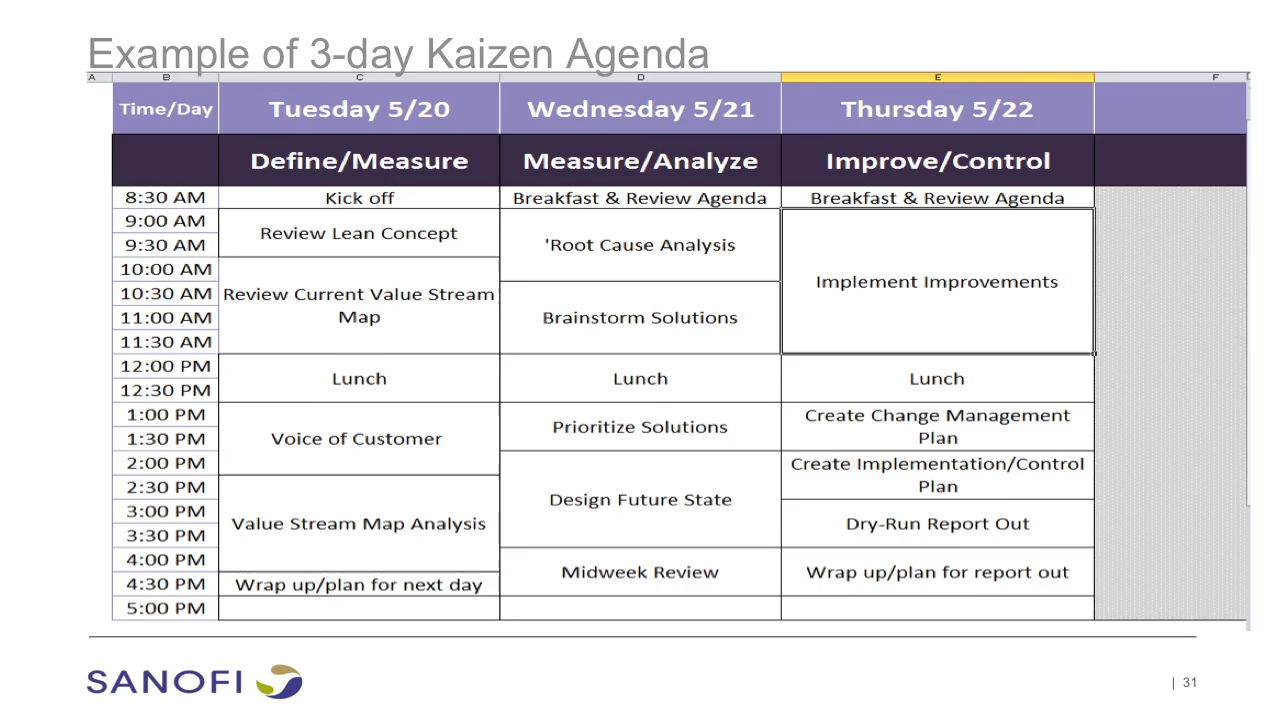 Example of 3-day Kaizen Agenda
A B C D E F
Time/Day Tuesday 5/20 Wednesday 5/21 Thursday 5/22
Define/Measure Measure/Analyze Improve/Control
8:30 AM Kick off Breakfast & Review Agenda Breakfast & Review Agenda
9:00 AM
Review Lean Concept
9:30 AM 'Root Cause Analysis
10:00 AM
Implement Improvements
10:30 AM Review Current Value Stream
Map
11:00 AM Brainstorm Solutions
11:30 AM
12:00 PM
Lunch Lunch Lunch
12:30 PM
1:00 PM Create Change Management
Plan
Prioritize Solutions
1:30 PM Voice of Customer
2:00 PM Create Implementation/Control
Plan
2:30 PM
Design Future State
3:00 PM
Value Stream Map Analysis Dry-Run Report Out
3:30 PM
4:00 PM
Midweek Review Wrap up/plan for report out
4:30 PM Wrap up/plan for next day
5:00 PM
SANOFI
| 31